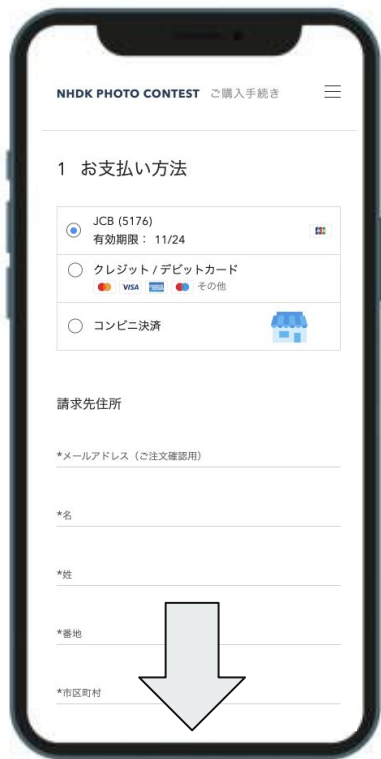 NHDK PHOTO CONTEST ご購入手続き
1 お支払い方法
JCB (5176)
有効期限： 11/24
JCB
クレジット / デビットカード
VISA その他
コンビニ決済
請求先住所
*メールアドレス（ご注文確認用）
*名
*姓
*番地
*市区町村